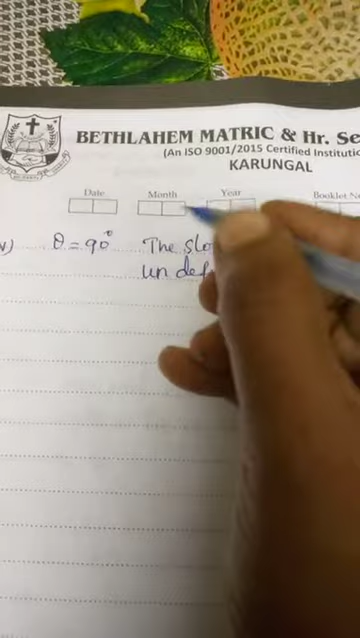 BETHLAHEM MATRIC & Hr. Se
(An ISO 9001/2015 Certified Instituti
KARUNGAL
Date Month Year Booklet N
v) θ = 90° The slo
un def